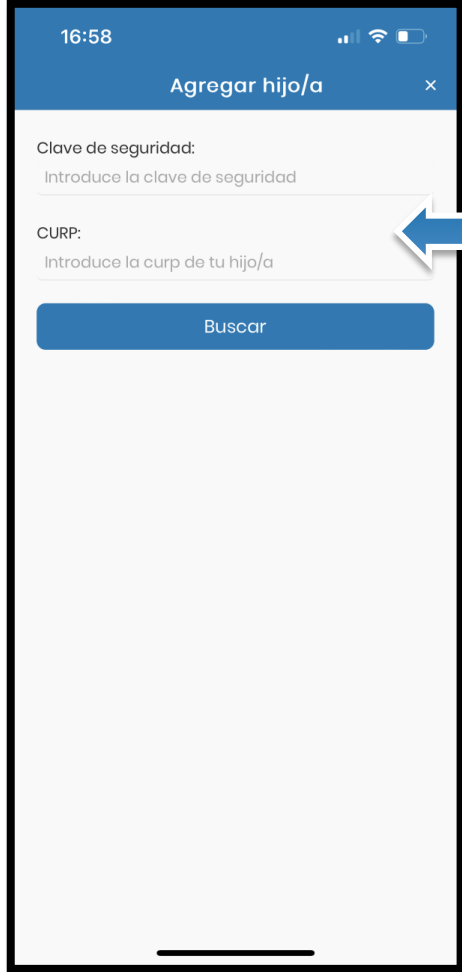 16:58
Agregar hijo/a ×
Clave de seguridad:
Introduce la clave de seguridad
CURP:
Introduce la curp de tu hijo/a
Buscar